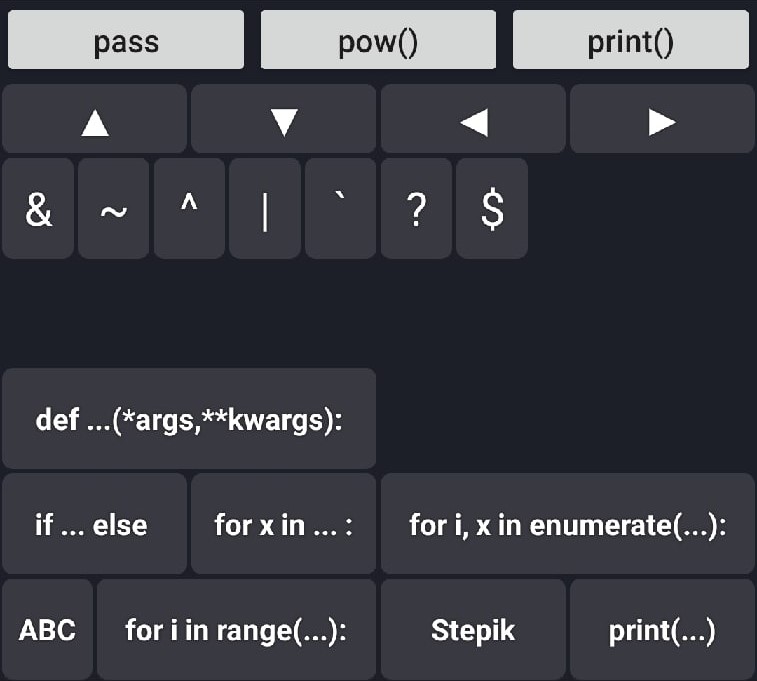 pass pow() print()
▲ ▼ ◀ ▶
& ~ ^ | ` ? $
def ...(*args,**kwargs):
if ... else for x in ... : for i, x in enumerate(...):
ABC for i in range(...): Stepik print(...)